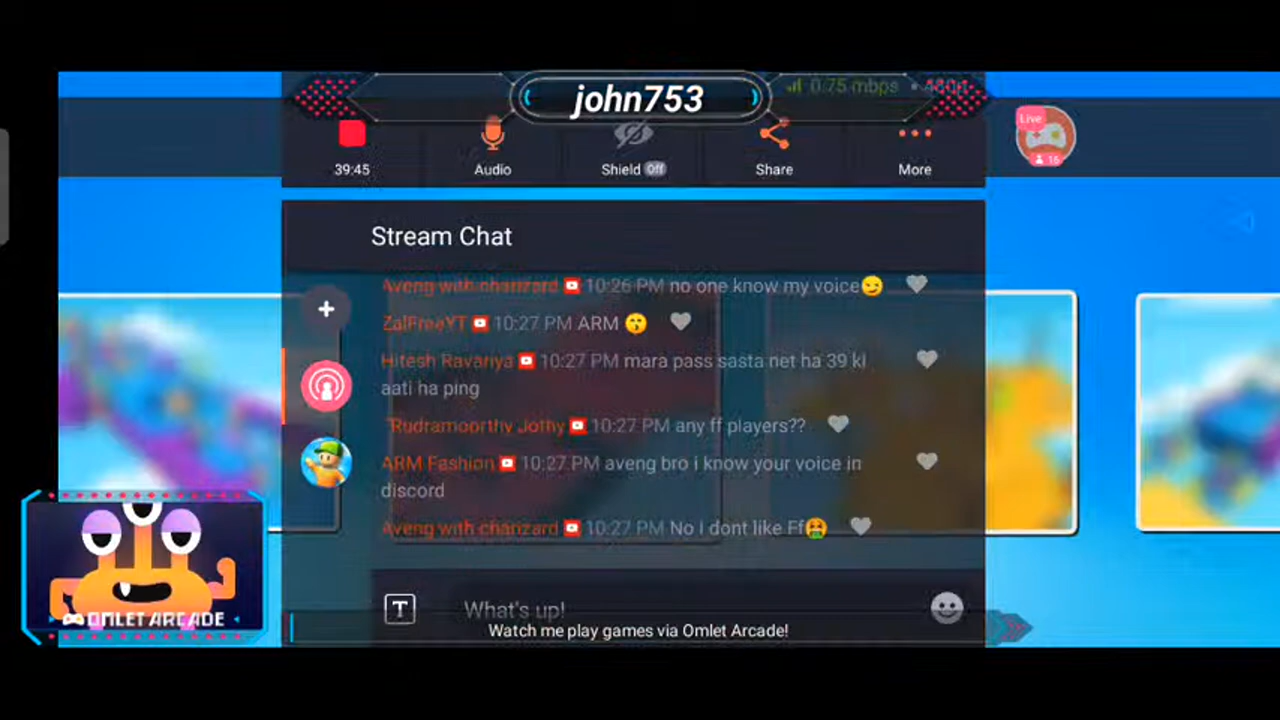 john753
0.75 mbps
39:45
Audio
Shield Off
Share
More
Live
16
Stream Chat
Aveng with charizard 10:26 PM no one know my voice😏
ZalFreeYT 10:27 PM ARM 😙
Hitesh Ravariya 10:27 PM mara pass sasta net ha 39 ki
aati ha ping
Rudramoorthy Jothy 10:27 PM any ff players??
ARM Fashion 10:27 PM aveng bro i know your voice in
discord
Aveng with charizard 10:27 PM No I dont like Ff🤮
OMLET ARCADE
T What's up!
Watch me play games via Omlet Arcade!